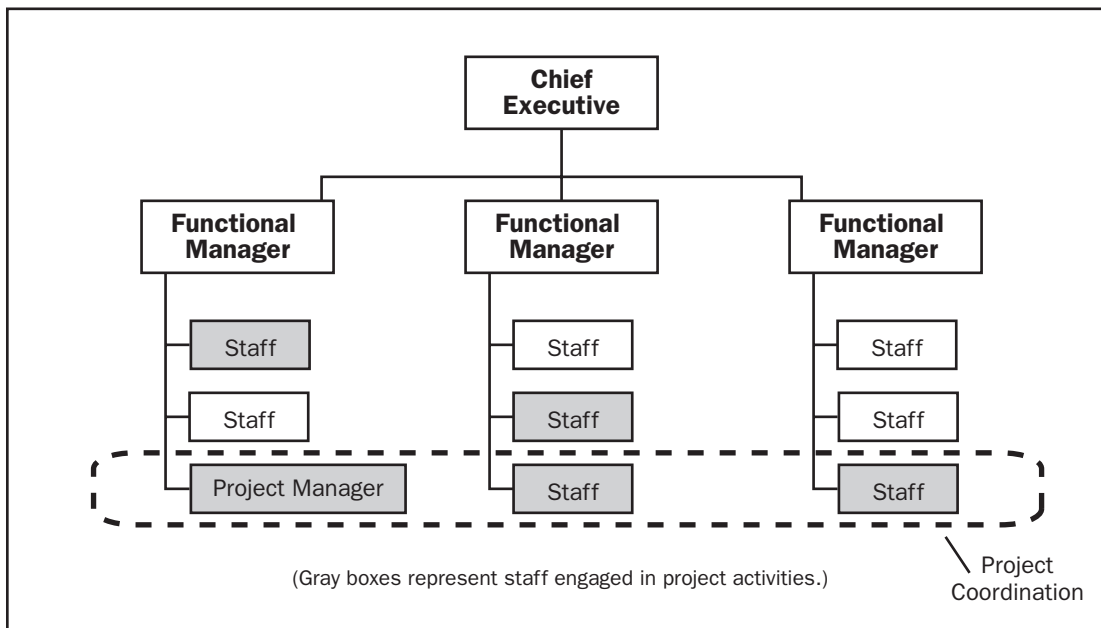 Chief
Executive
Functional
Manager
Functional
Manager
Functional
Manager
Staff
Staff
Staff
Staff
Staff
Staff
Project Manager
Staff
Staff
(Gray boxes represent staff engaged in project activities.)
Project
Coordination